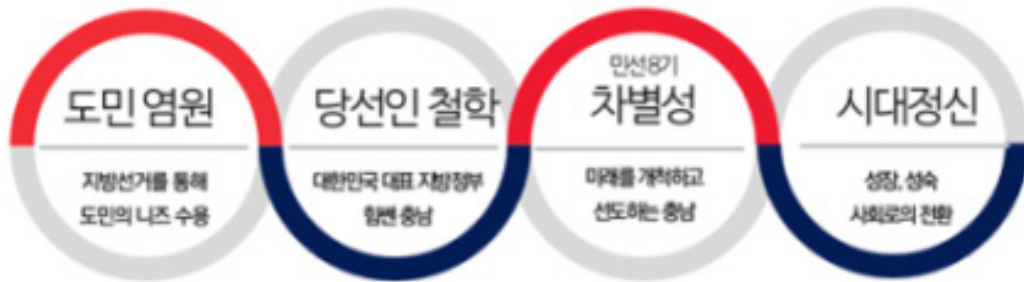 도민 염원
지방선거를 통해
도민의 니즈 수용
당선인 철학
대한민국 대표 지방정부
힘쎈 충남
민선8기
차별성
미래를 개척하고
선도하는 충남
시대정신
성장, 성숙
사회로의 전환